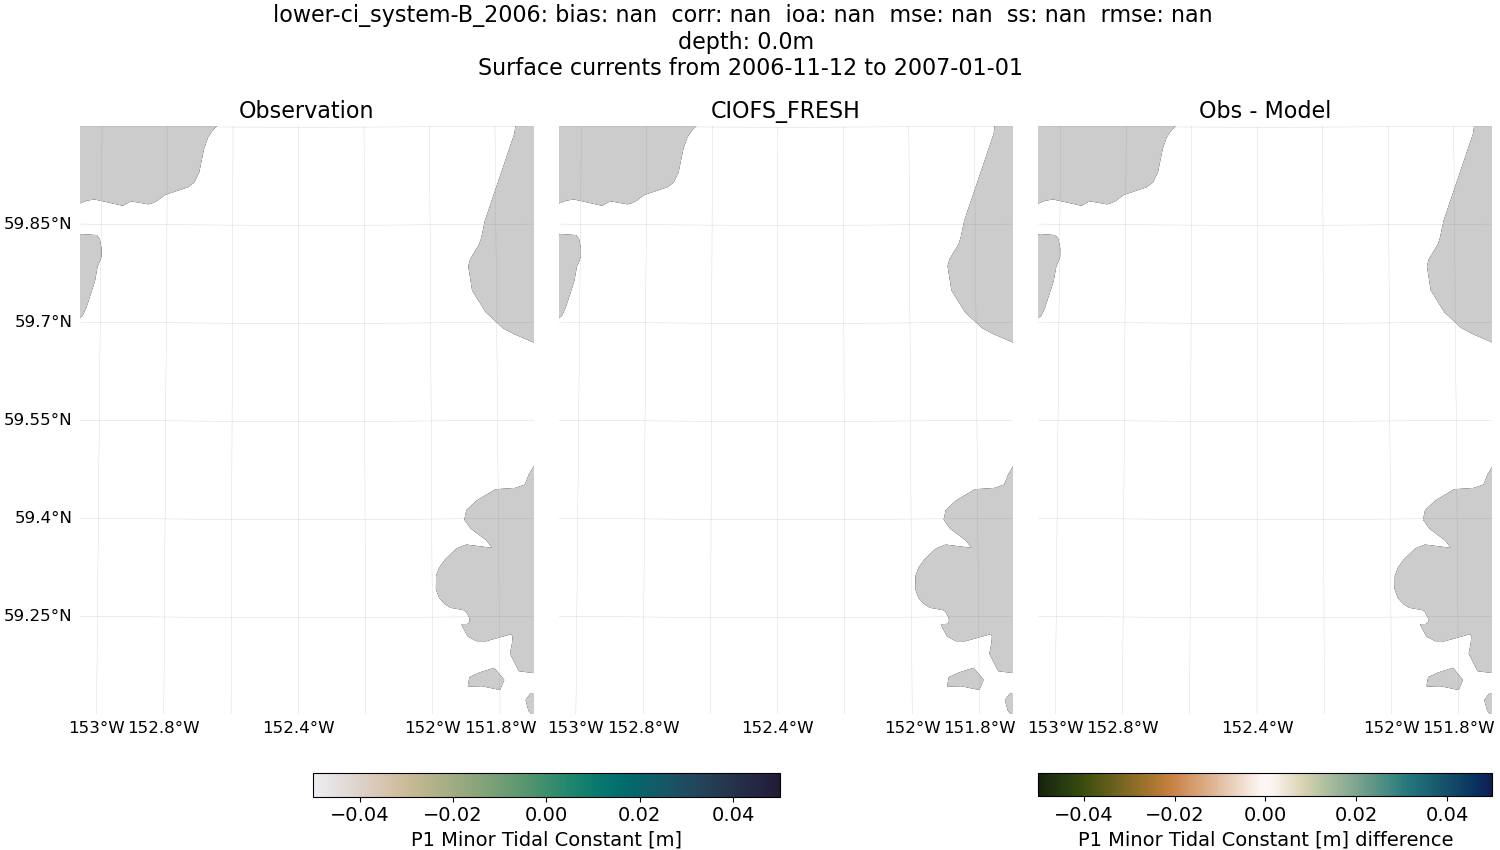 lower-ci_system-B_2006: bias: nan  corr: nan  ioa: nan  mse: nan  ss: nan  rmse: nan
depth: 0.0m
Surface currents from 2006-11-12 to 2007-01-01
Observation
CIOFS_FRESH
Obs - Model
59.85°N
59.7°N
59.55°N
59.4°N
59.25°N
153°W 152.8°W 152.4°W 152°W 151.8°W
153°W 152.8°W 152.4°W 152°W 151.8°W
153°W 152.8°W 152.4°W 152°W 151.8°W
−0.04 −0.02 0.00 0.02 0.04
P1 Minor Tidal Constant [m]
−0.04 −0.02 0.00 0.02 0.04
P1 Minor Tidal Constant [m] difference